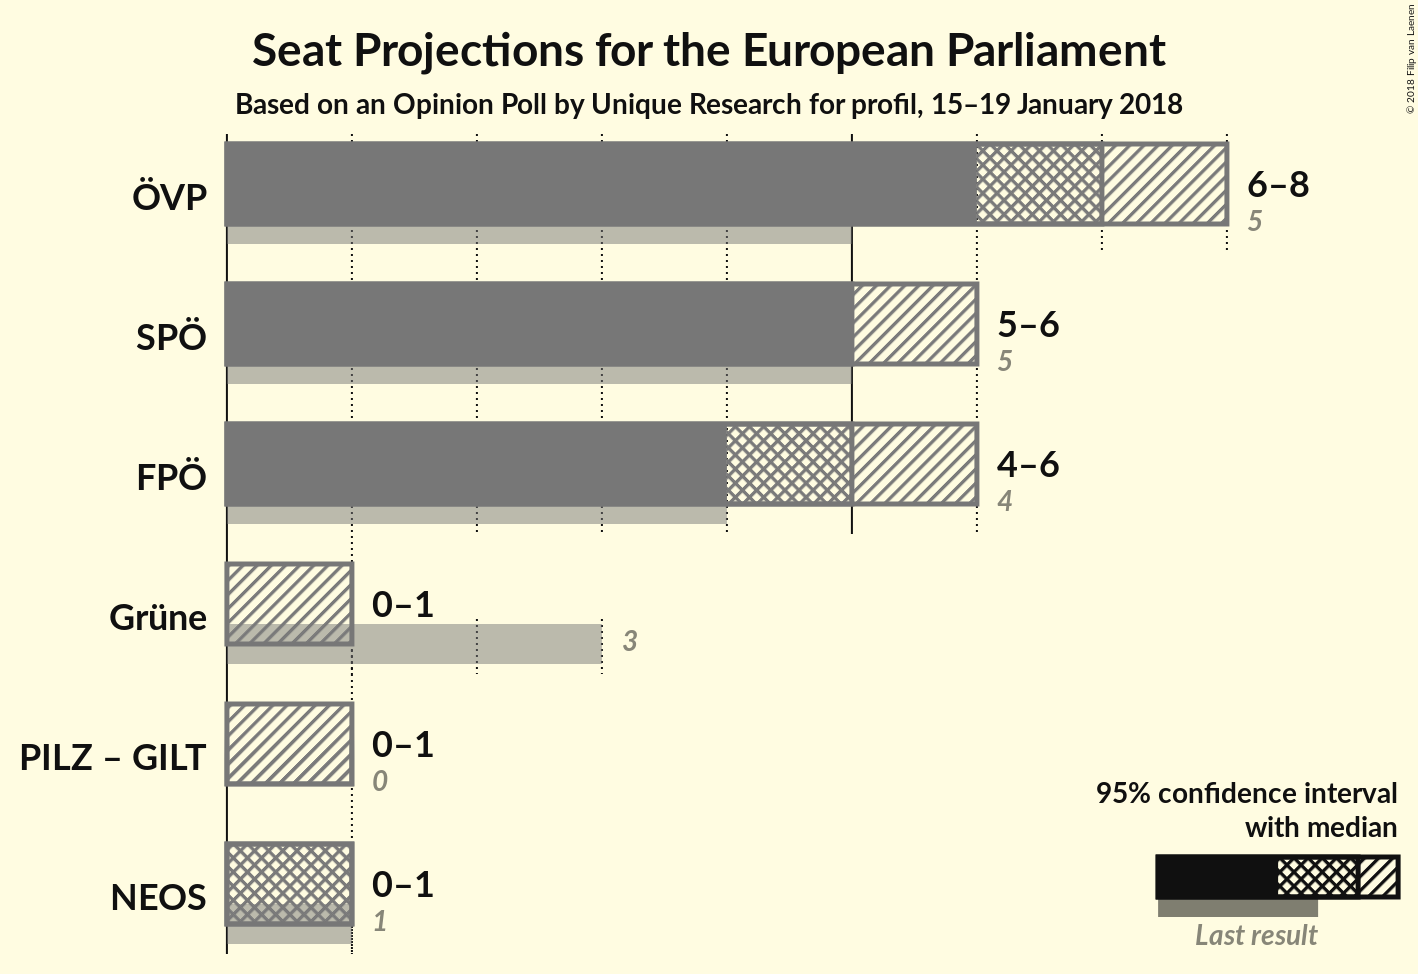 Seat Projections for the European Parliament
Based on an Opinion Poll by Unique Research for profil, 15–19 January 2018
© 2018 Filip van Laenen
ÖVP
6–8
5
SPÖ
5–6
5
FPÖ
4–6
4
Grüne
0–1
3
PILZ – GILT
0–1
0
NEOS
0–1
1
95% confidence interval
with median
Last result